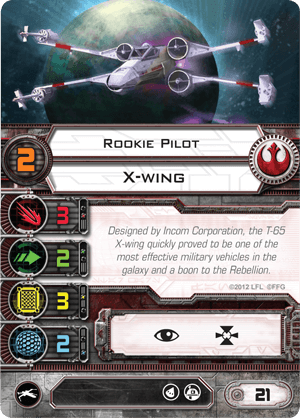 Rookie Pilot
2
X-wing
3
2
3
2
Designed by Incom Corporation, the T-65
X-wing quickly proved to be one of the
most effective military vehicles in the
galaxy and a boon to the Rebellion.
©2012 LFL ©FFG
21